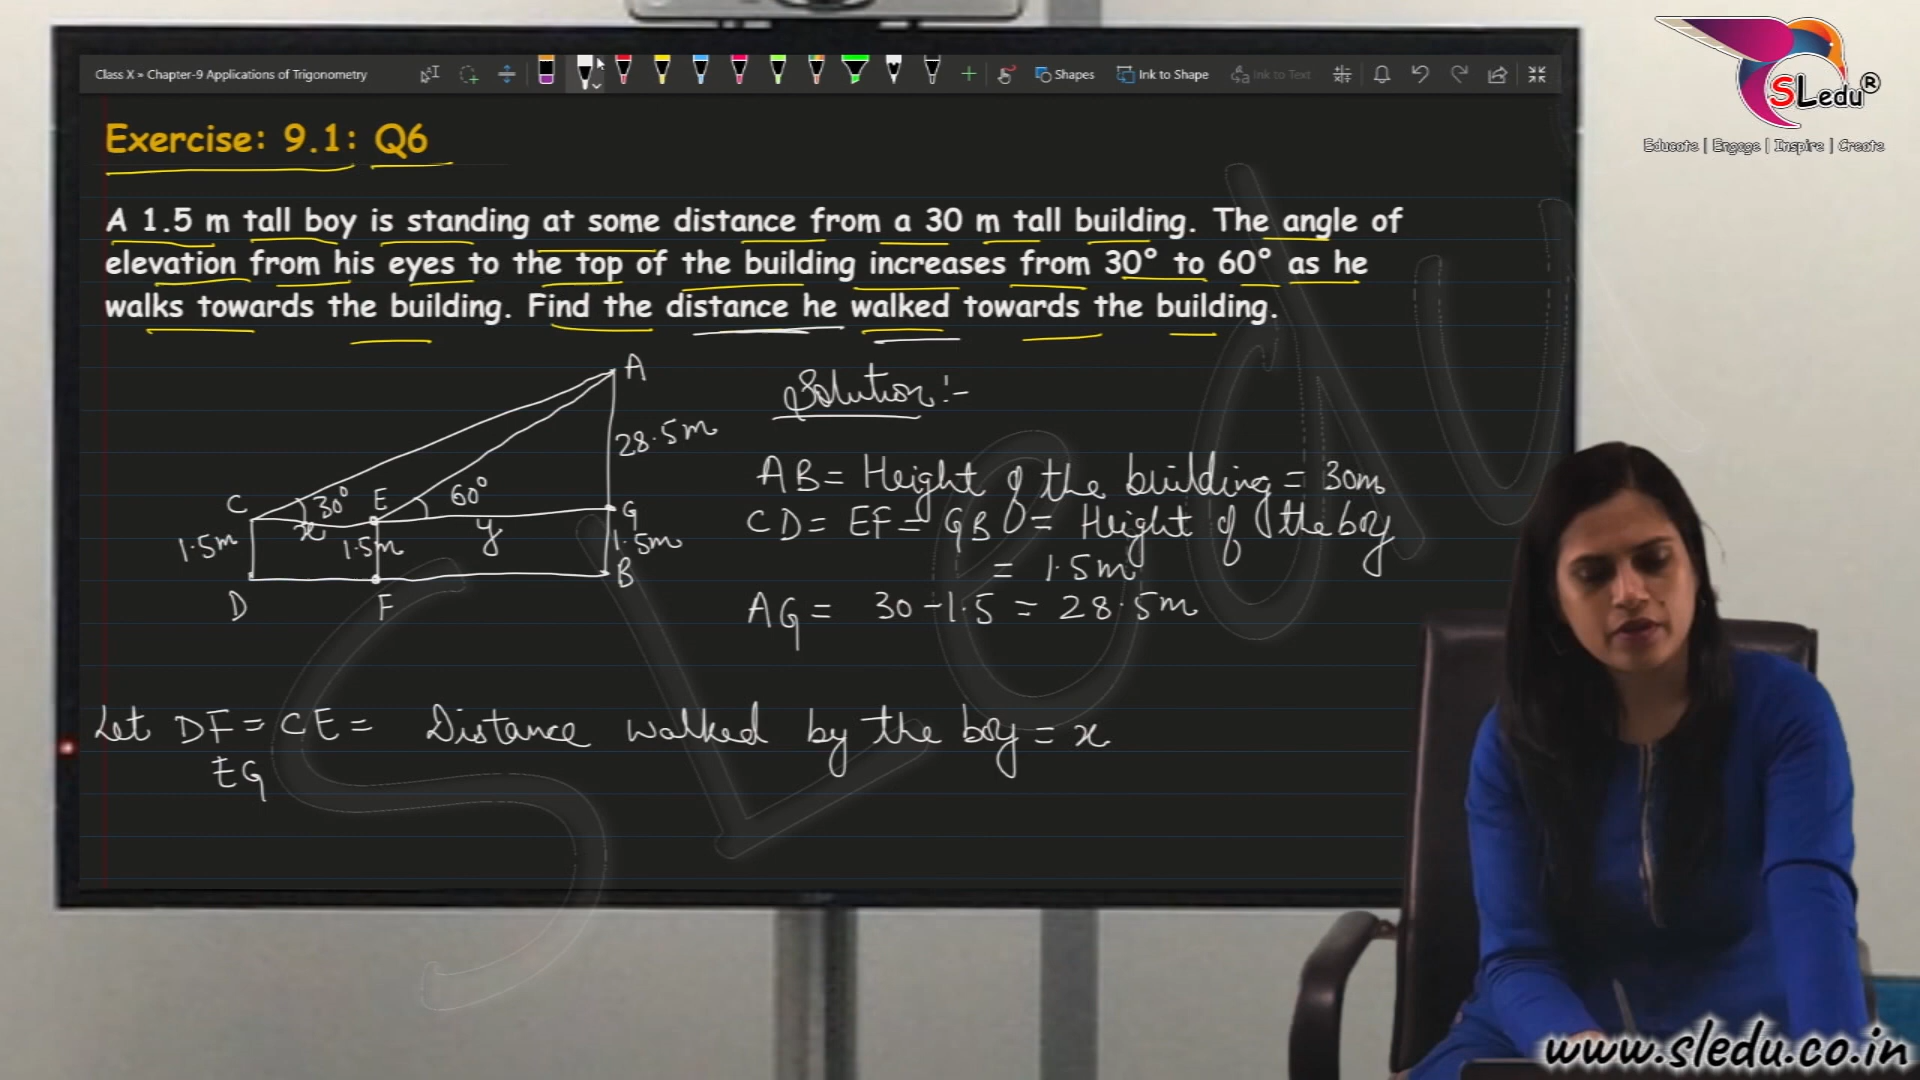 Class X » Chapter-9 Applications of Trigonometry
Shapes
Ink to Shape
Ink to Text
SLedu®
Educate | Engage | Inspire | Create
Exercise: 9.1: Q6
A 1.5 m tall boy is standing at some distance from a 30 m tall building. The angle of
elevation from his eyes to the top of the building increases from 30° to 60° as he
walks towards the building. Find the distance he walked towards the building.
A
28.5m
C 30° E 60° G
1.5m x 1.5m y 1.5m
D F B
Solution:-
AB = Height of the building = 30m
CD = EF = GB = Height of the boy
= 1.5m
AG = 30 - 1.5 = 28.5m
Let DF = CE = Distance walked by the boy = x
EG
SLedu
www.sledu.co.in